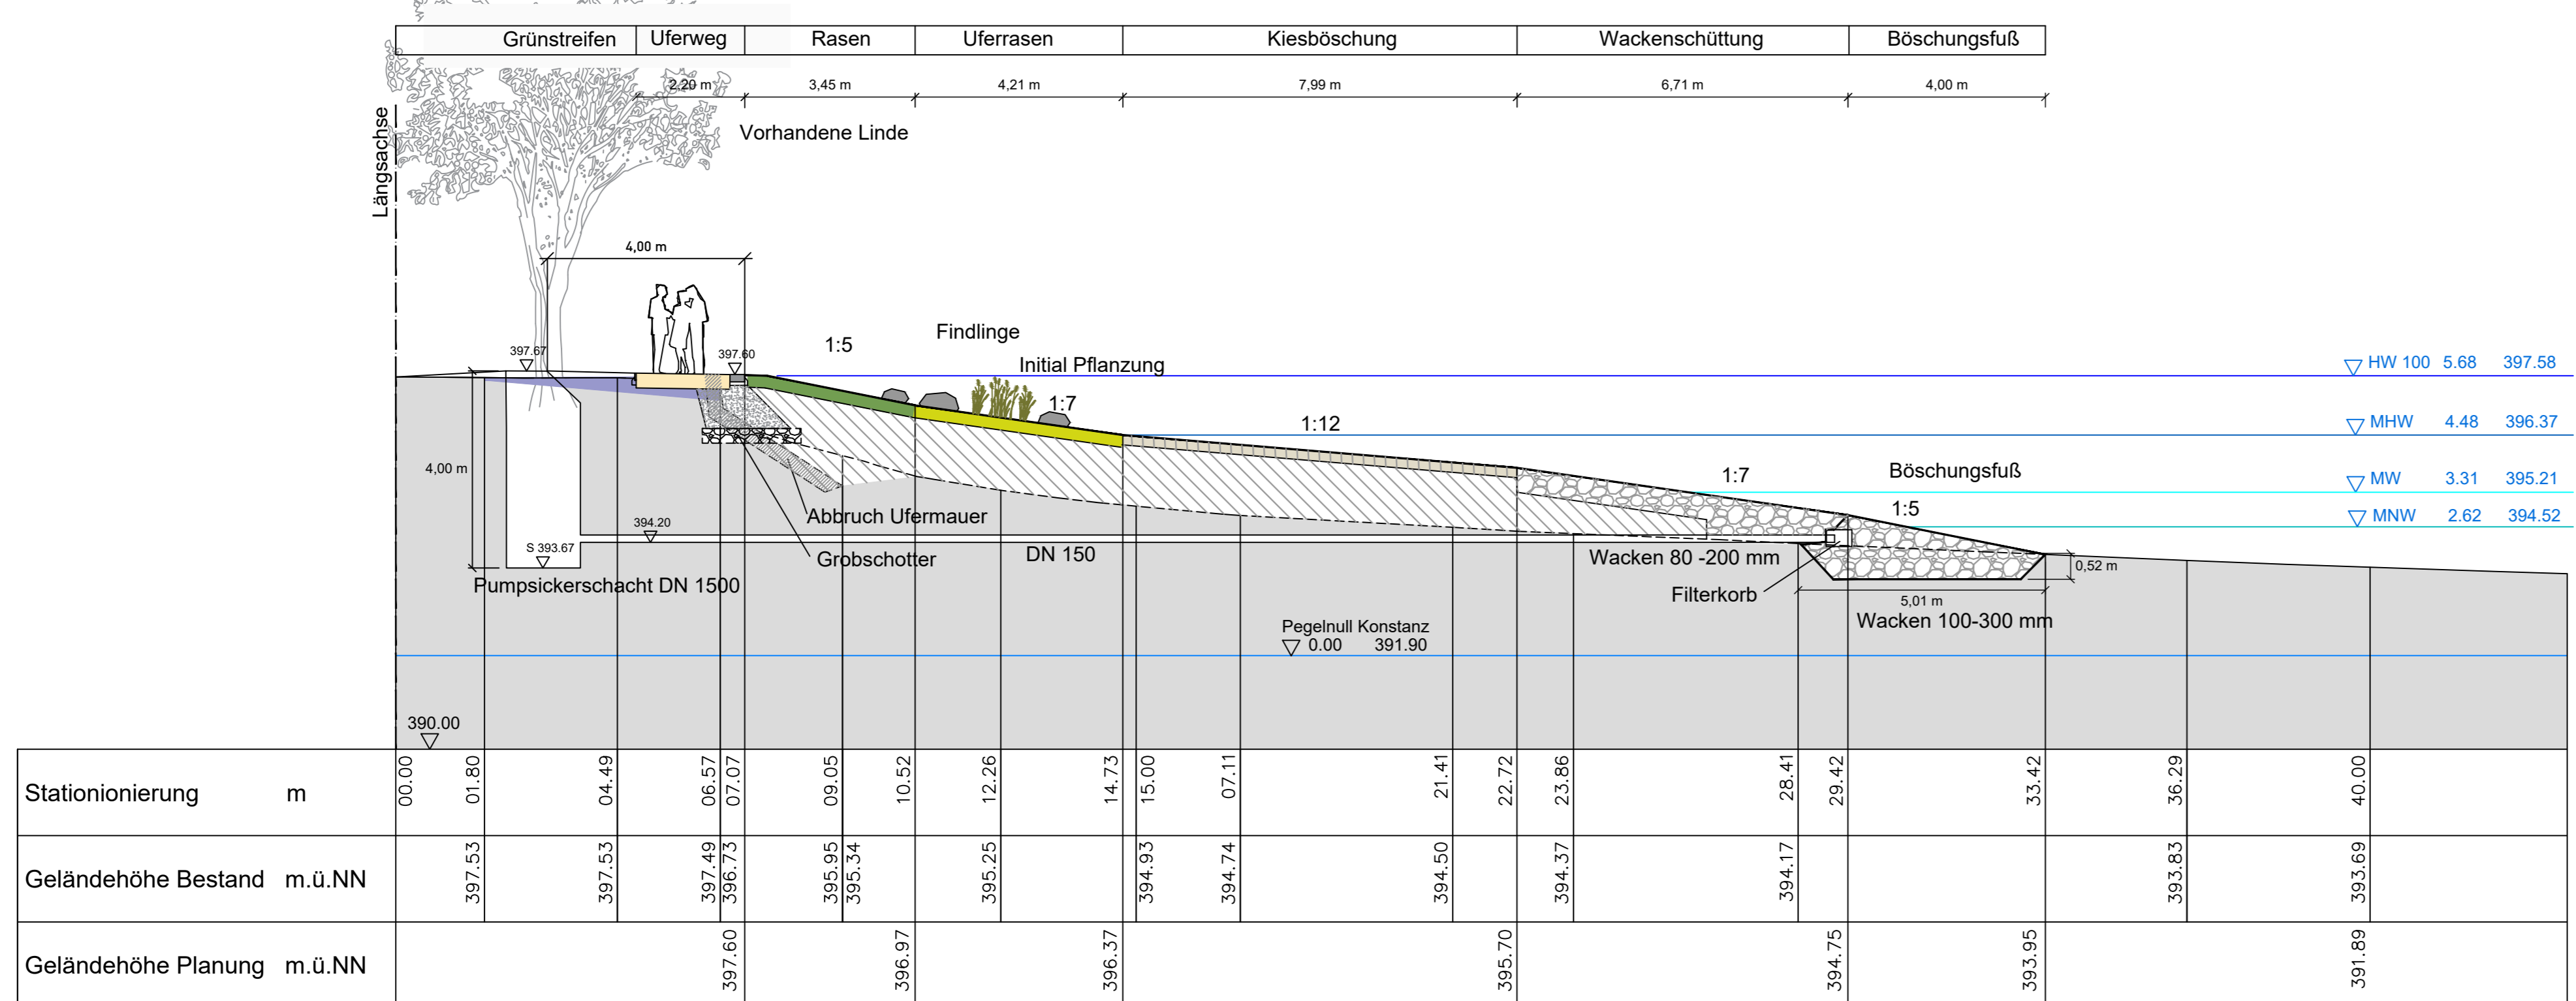 Grünstreifen Uferweg Rasen Uferrasen Kiesböschung Wackenschüttung Böschungsfuß
2.20 m 3,45 m 4,21 m 7,99 m 6,71 m 4,00 m
Längsachse
Vorhandene Linde
4,00 m
397.67
397.60
1:5
Findlinge
Initial Pflanzung
1:7
1:12
1:7
Böschungsfuß
1:5
HW 100 5.68 397.58
MHW 4.48 396.37
MW 3.31 395.21
MNW 2.62 394.52
4,00 m
394.20
S 393.67
Pumpsickerschacht DN 1500
Abbruch Ufermauer
Grobschotter
DN 150
Wacken 80 -200 mm
Filterkorb
0,52 m
5,01 m
Wacken 100-300 mm
Pegelnull Konstanz
0.00 391.90
390.00
Stationionierung m 00.00 01.80 04.49 06.57 07.07 09.05 10.52 12.26 14.73 15.00 07.11 21.41 22.72 23.86 28.41 29.42 33.42 36.29 40.00
Geländehöhe Bestand m.ü.NN 397.53 397.53 397.49 396.73 395.95 395.34 395.25 394.93 394.74 394.50 394.37 394.17 393.83 393.69
Geländehöhe Planung m.ü.NN 397.60 396.97 396.37 395.70 394.75 393.95 391.89